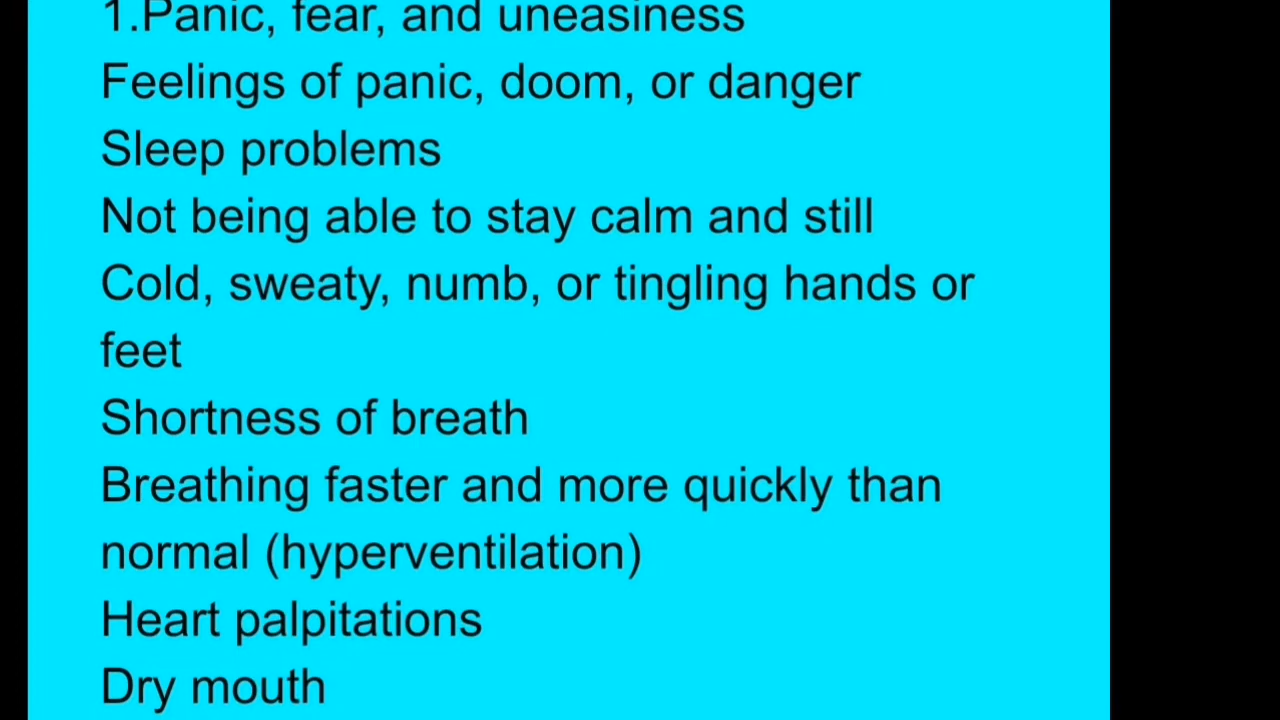 1.Panic, fear, and uneasiness
Feelings of panic, doom, or danger
Sleep problems
Not being able to stay calm and still
Cold, sweaty, numb, or tingling hands or
feet
Shortness of breath
Breathing faster and more quickly than
normal (hyperventilation)
Heart palpitations
Dry mouth